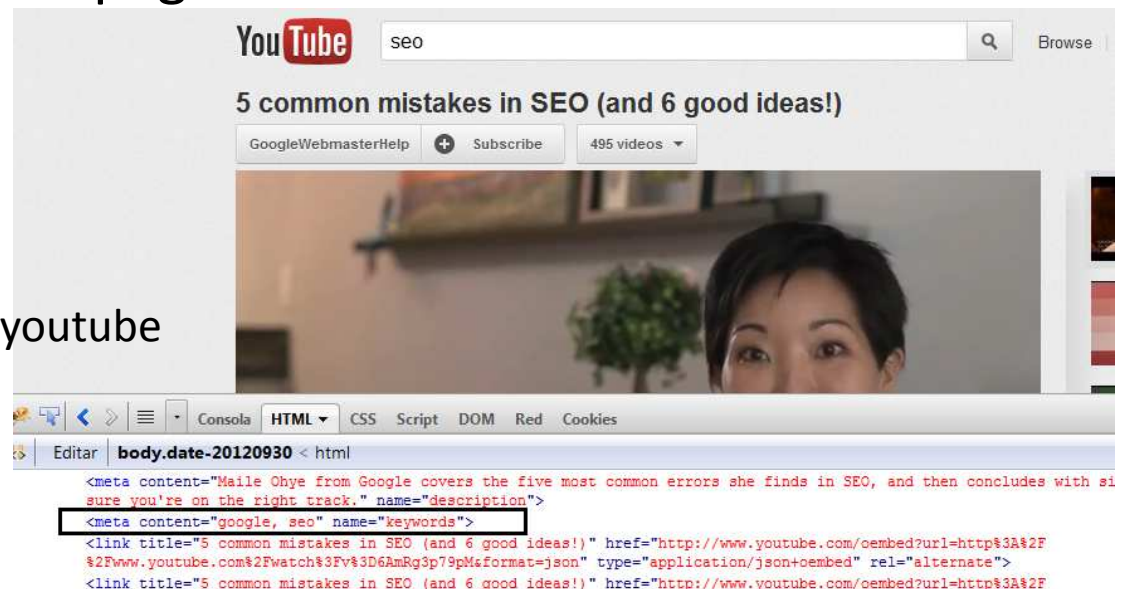 You Tube seo Browse
5 common mistakes in SEO (and 6 good ideas!)
GoogleWebmasterHelp Subscribe 495 videos
youtube
Consola HTML CSS Script DOM Red Cookies
Editar body.date-20120930 < html
<meta content="Maile Ohye from Google covers the five most common errors she finds in SEO, and then concludes with si
sure you're on the right track." name="description">
<meta content="google, seo" name="keywords">
<link title="5 common mistakes in SEO (and 6 good ideas!)" href="http://www.youtube.com/oembed?url=http%3A%2F
%2Fwww.youtube.com%2Fwatch%3Fv%3D6AmRg3p79pM&format=json" type="application/json+oembed" rel="alternate">
<link title="5 common mistakes in SEO (and 6 good ideas!)" href="http://www.youtube.com/oembed?url=http%3A%2F